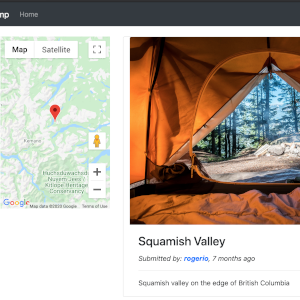 mp Home
Map Satellite
Kemano
Huchsduwachsdu
Nuyem Jees /
Kitlope Heritage
Conservancy
+
−
Google Map data ©2020 Google Terms of Use
Squamish Valley
Submitted by: rogerio, 7 months ago
Squamish valley on the edge of British Columbia